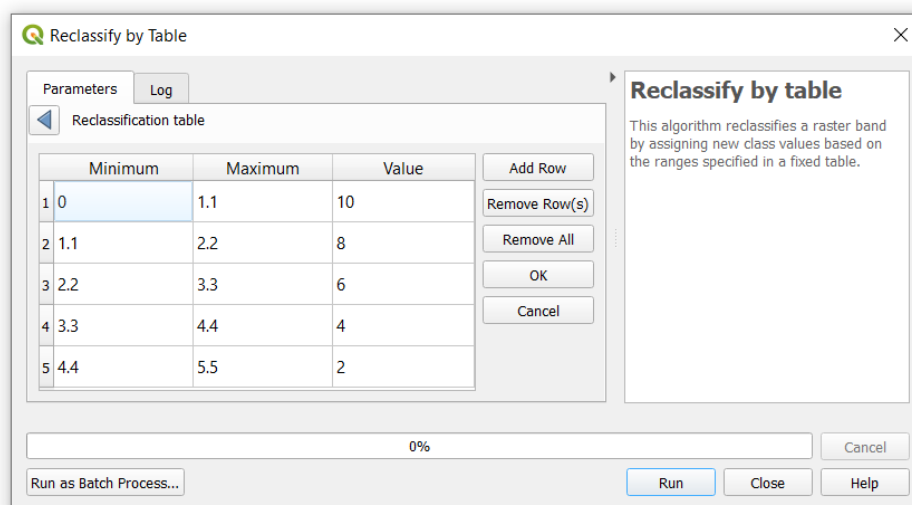 Reclassify by Table
Parameters Log
Reclassification table
Minimum Maximum Value
1 0 1.1 10
2 1.1 2.2 8
3 2.2 3.3 6
4 3.3 4.4 4
5 4.4 5.5 2
Add Row
Remove Row(s)
Remove All
OK
Cancel
Reclassify by table
This algorithm reclassifies a raster band
by assigning new class values based on
the ranges specified in a fixed table.
0%
Cancel
Run as Batch Process...
Run Close Help